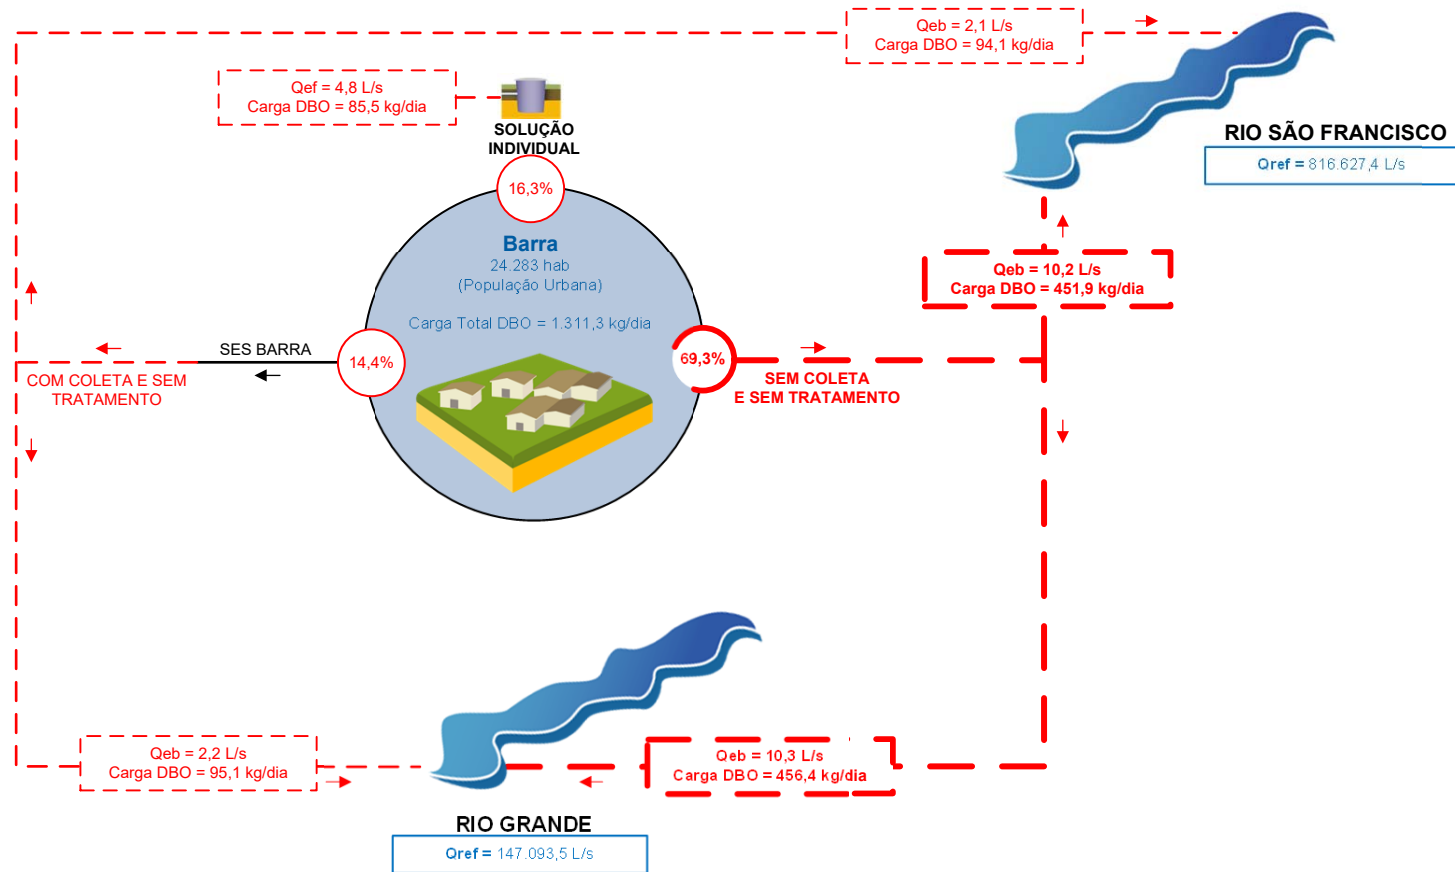 Qeb = 2,1 L/s
Carga DBO = 94,1 kg/dia
Qef = 4,8 L/s
Carga DBO = 85,5 kg/dia
SOLUÇÃO
INDIVIDUAL
RIO SÃO FRANCISCO
Qref = 816.627,4 L/s
16,3%
Barra
24.283 hab
(População Urbana)
Carga Total DBO = 1.311,3 kg/dia
Qeb = 10,2 L/s
Carga DBO = 451,9 kg/dia
SES BARRA
14,4%
69,3%
COM COLETA E SEM
TRATAMENTO
SEM COLETA
E SEM TRATAMENTO
Qeb = 2,2 L/s
Carga DBO = 95,1 kg/dia
Qeb = 10,3 L/s
Carga DBO = 456,4 kg/dia
RIO GRANDE
Qref = 147.093,5 L/s